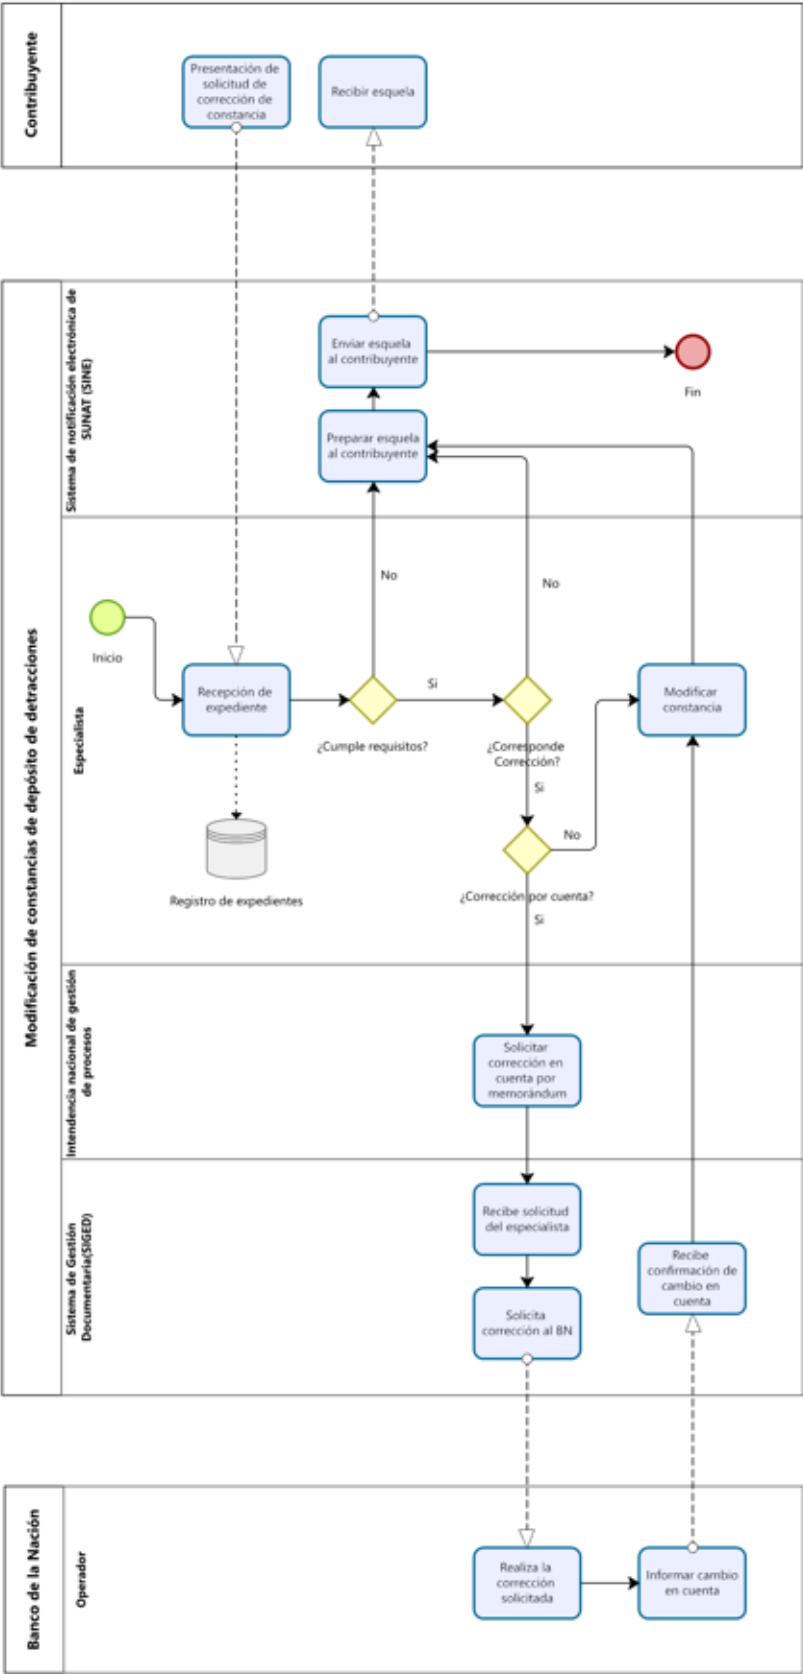 Contribuyente
Presentación de
solicitud de
corrección de
constancia
Recibir esquela
Modificación de constancias de depósito de detracciones
Sistema de notificación electrónica de
SUNAT (SINE)
Enviar esquela
al contribuyente
Fin
Preparar esquela
al contribuyente
Especialista
Inicio
Recepción de
expediente
No
No
Si
¿Cumple requisitos?
¿Corresponde
Corrección?
Si
Modificar
constancia
No
¿Corrección por cuenta?
Si
Registro de expedientes
Intendencia nacional de gestión
de procesos
Solicitar
corrección en
cuenta por
memorándum
Sistema de Gestión
Documentaria(SIGED)
Recibe solicitud
del especialista
Solicita
corrección al BN
Recibe
confirmación de
cambio en
cuenta
Banco de la Nación
Operador
Realiza la
corrección
solicitada
Informar cambio
en cuenta